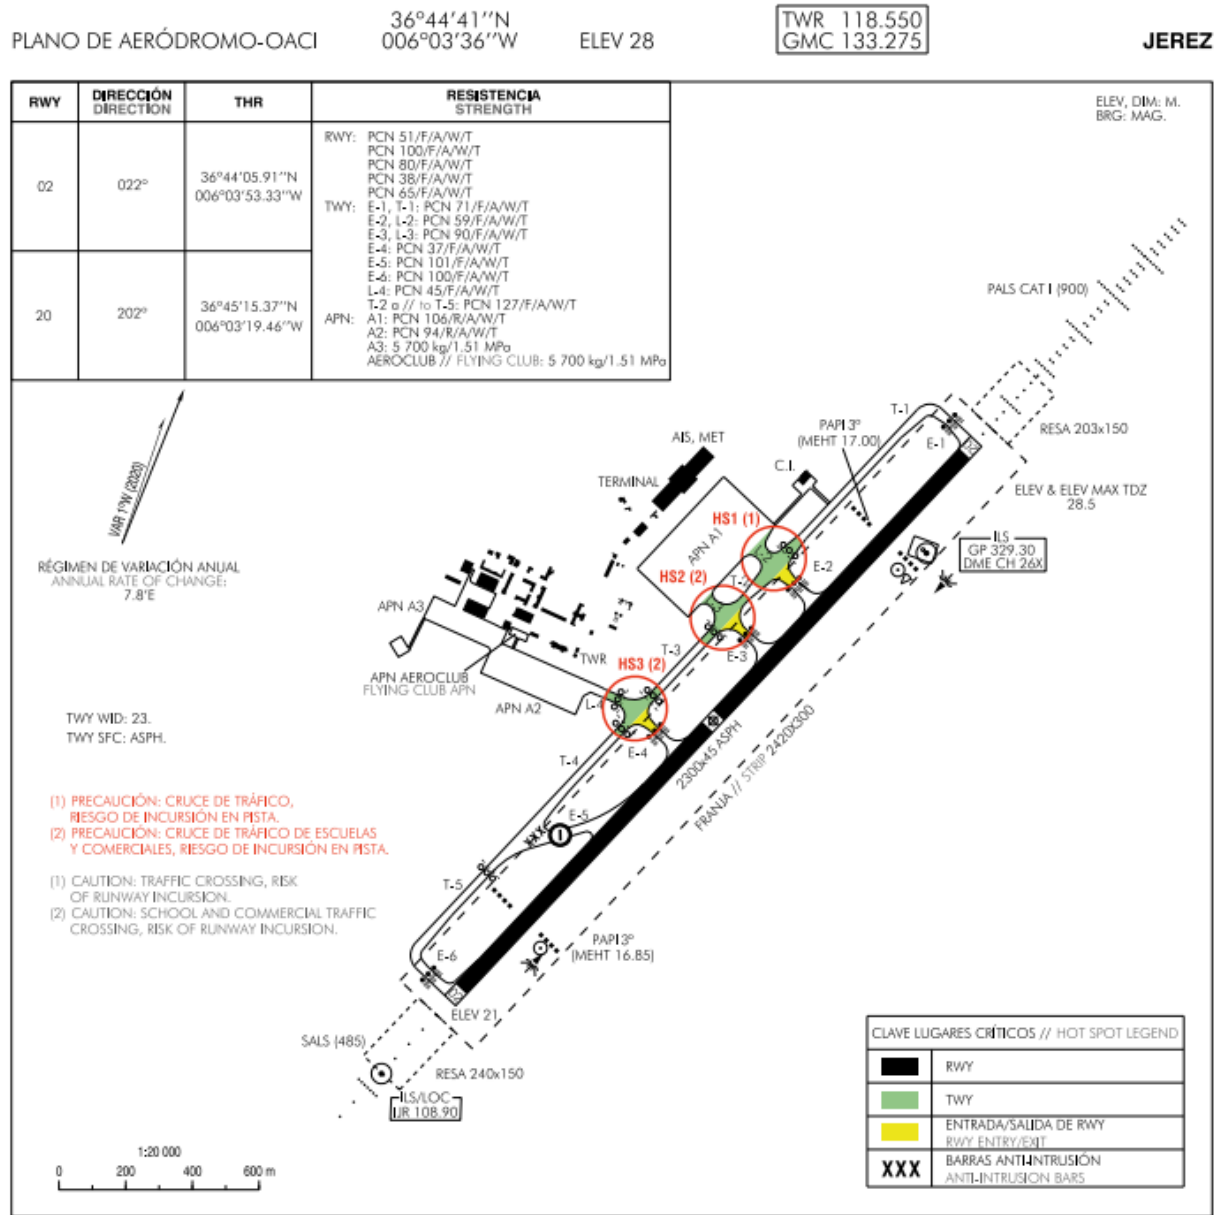 PLANO DE AERÓDROMO-OACI
36°44'41''N
006°03'36''W
ELEV 28
TWR 118.550
GMC 133.275
JEREZ
RWY
DIRECCIÓN
DIRECTION
THR
RESISTENCIA
STRENGTH
ELEV, DIM: M.
BRG: MAG.
02
022°
36°44'05.91''N
006°03'53.33''W
20
202°
36°45'15.37''N
006°03'19.46''W
RWY: PCN 51/F/A/W/T
PCN 100/F/A/W/T
PCN 80/F/A/W/T
PCN 38/F/A/W/T
PCN 65/F/A/W/T
TWY: E-1, T-1: PCN 71/F/A/W/T
E-2, L-2: PCN 59/F/A/W/T
E-3, L-3: PCN 90/F/A/W/T
E-4: PCN 37/F/A/W/T
E-5: PCN 101/F/A/W/T
E-6: PCN 100/F/A/W/T
L-4: PCN 45/F/A/W/T
T-2 a // to T-5: PCN 127/F/A/W/T
APN: A1: PCN 106/R/A/W/T
A2: PCN 94/R/A/W/T
A3: 5 700 kg/1.51 MPa
AEROCLUB // FLYING CLUB: 5 700 kg/1.51 MPa
PALS CAT I (900)
VAR 1°W (2020)
RÉGIMEN DE VARIACIÓN ANUAL
ANNUAL RATE OF CHANGE:
7.8'E
T-1
PAPI 3°
(MEHT 17.00)
E-1
02
RESA 203x150
AIS, MET
C.I.
TERMINAL
ELEV & ELEV MAX TDZ
28.5
HS1 (1)
APN A1
ILS
GP 329.30
DME CH 26X
E-2
HS2 (2)
T-2
APN A3
T-3
E-3
TWR
HS3 (2)
APN AEROCLUB
FLYING CLUB APN
APN A2
L-4
E-4
2300x45 ASPH
FRANJA // STRIP 2420X300
TWY WID: 23.
TWY SFC: ASPH.
T-4
(1) PRECAUCIÓN: CRUCE DE TRÁFICO,
RIESGO DE INCURSIÓN EN PISTA.
(2) PRECAUCIÓN: CRUCE DE TRÁFICO DE ESCUELAS
Y COMERCIALES, RIESGO DE INCURSIÓN EN PISTA.
E-5
XXX
(1) CAUTION: TRAFFIC CROSSING, RISK
OF RUNWAY INCURSION.
(2) CAUTION: SCHOOL AND COMMERCIAL TRAFFIC
CROSSING, RISK OF RUNWAY INCURSION.
T-5
PAPI 3°
(MEHT 16.85)
E-6
02
ELEV 21
SALS (485)
RESA 240x150
ILS/LOC
IJR 108.90
CLAVE LUGARES CRÍTICOS // HOT SPOT LEGEND
RWY
TWY
ENTRADA/SALIDA DE RWY
RWY ENTRY/EXIT
XXX
BARRAS ANTI-INTRUSIÓN
ANTI-INTRUSION BARS
1:20 000
0 200 400 600 m